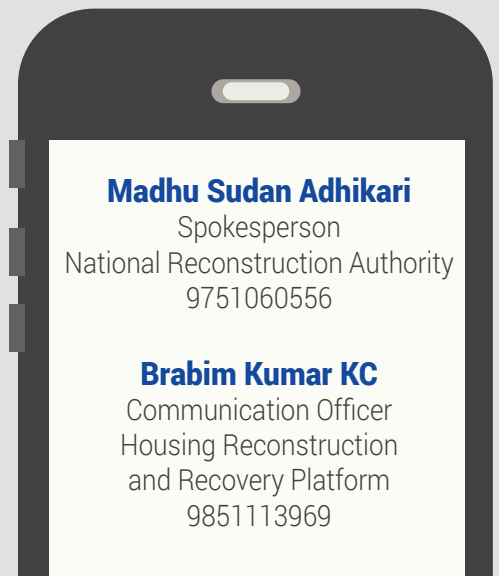 Madhu Sudan Adhikari
Spokesperson
National Reconstruction Authority
9751060556
Brabim Kumar KC
Communication Officer
Housing Reconstruction
and Recovery Platform
9851113969